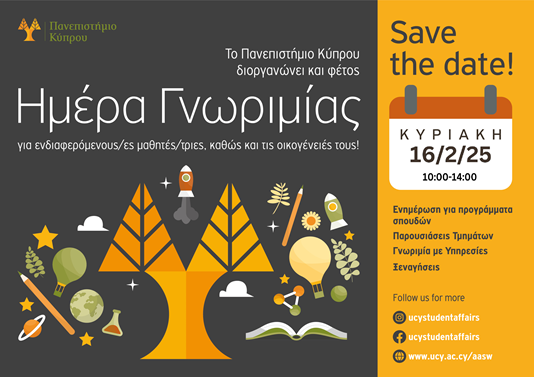 Πανεπιστήμιο
Κύπρου
Το Πανεπιστήμιο Κύπρου
διοργανώνει και φέτος
Ημέρα Γνωριμίας
για ενδιαφερόμενους/ες μαθητές/τριες, καθώς και τις οικογένειές τους!
Save
the date!
ΚΥΡΙΑΚΗ
16/2/25
10:00-14:00
Ενημέρωση για προγράμματα
σπουδών
Παρουσιάσεις Τμημάτων
Γνωριμία με Υπηρεσίες
Ξεναγήσεις
Follow us for more
ucystudentaffairs
ucystudentaffairs
www.ucy.ac.cy/aasw